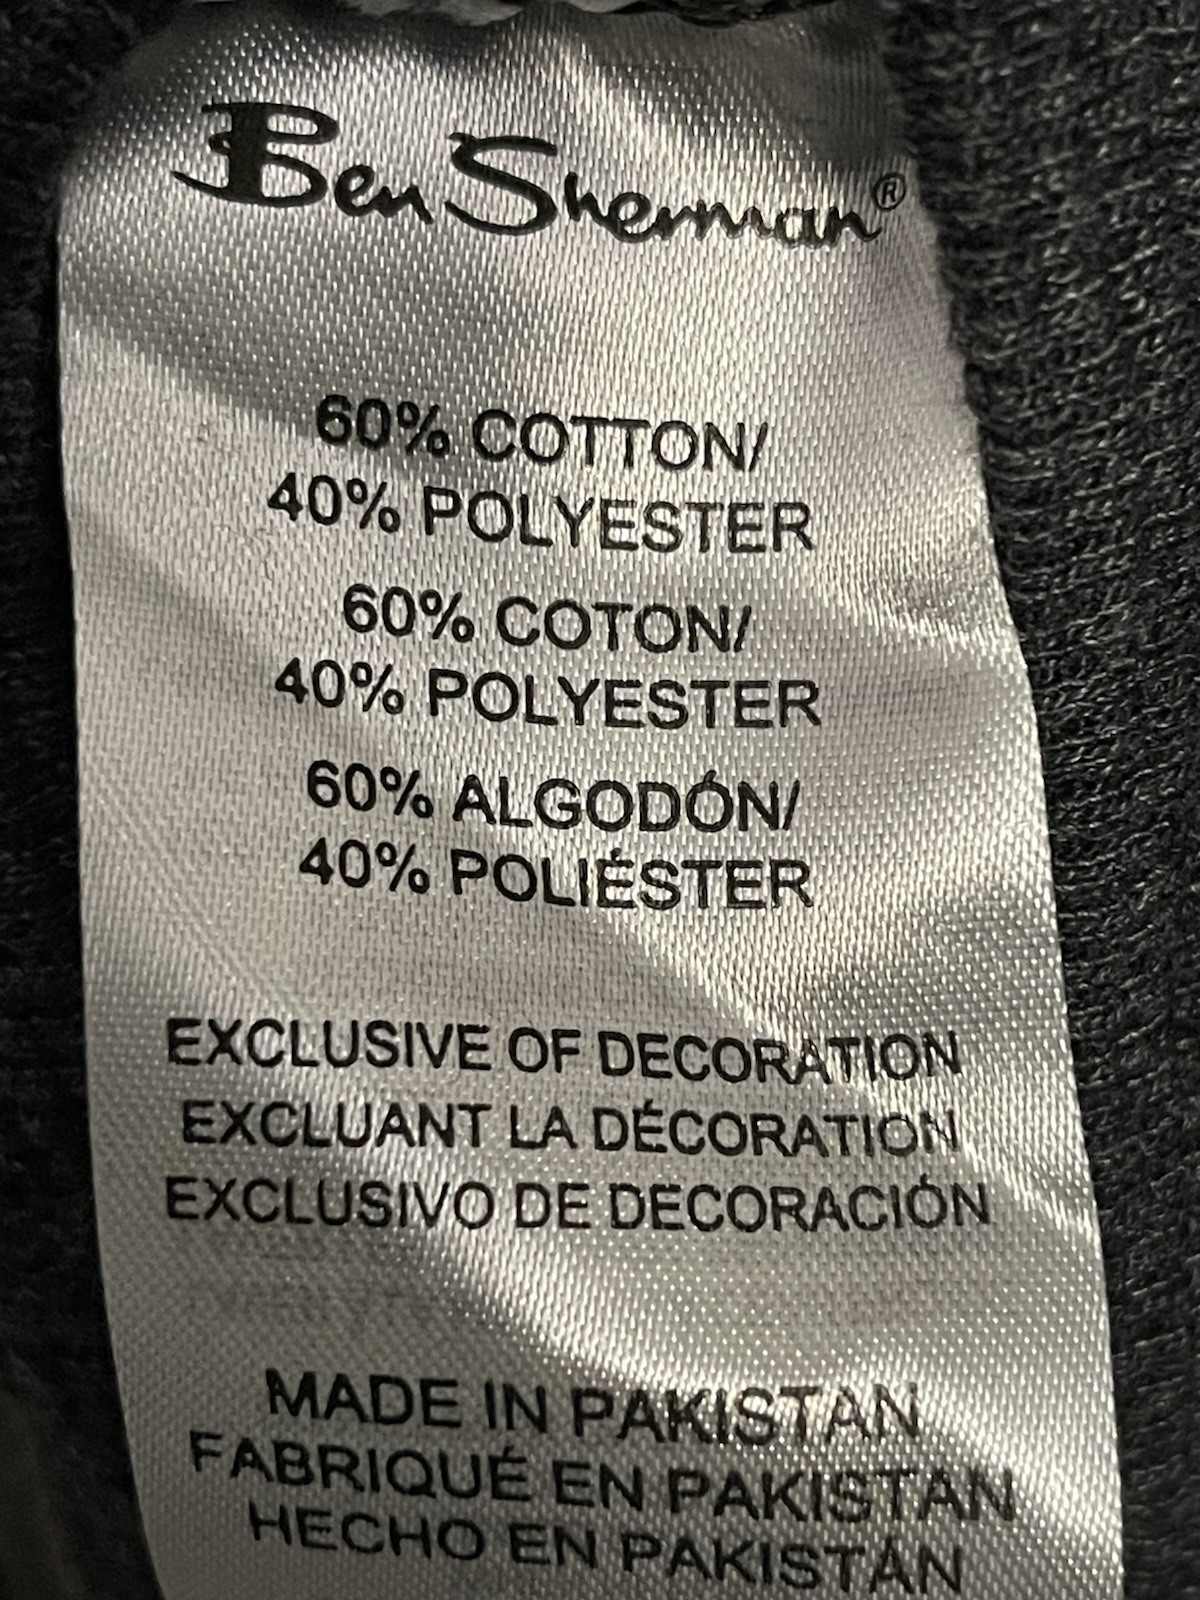 Ben Sherman®
60% COTTON/
40% POLYESTER
60% COTON/
40% POLYESTER
60% ALGODÓN/
40% POLIÉSTER
EXCLUSIVE OF DECORATION
EXCLUANT LA DÉCORATION
EXCLUSIVO DE DECORACIÓN
MADE IN PAKISTAN
FABRIQUÉ EN PAKISTAN
HECHO EN PAKISTÁN